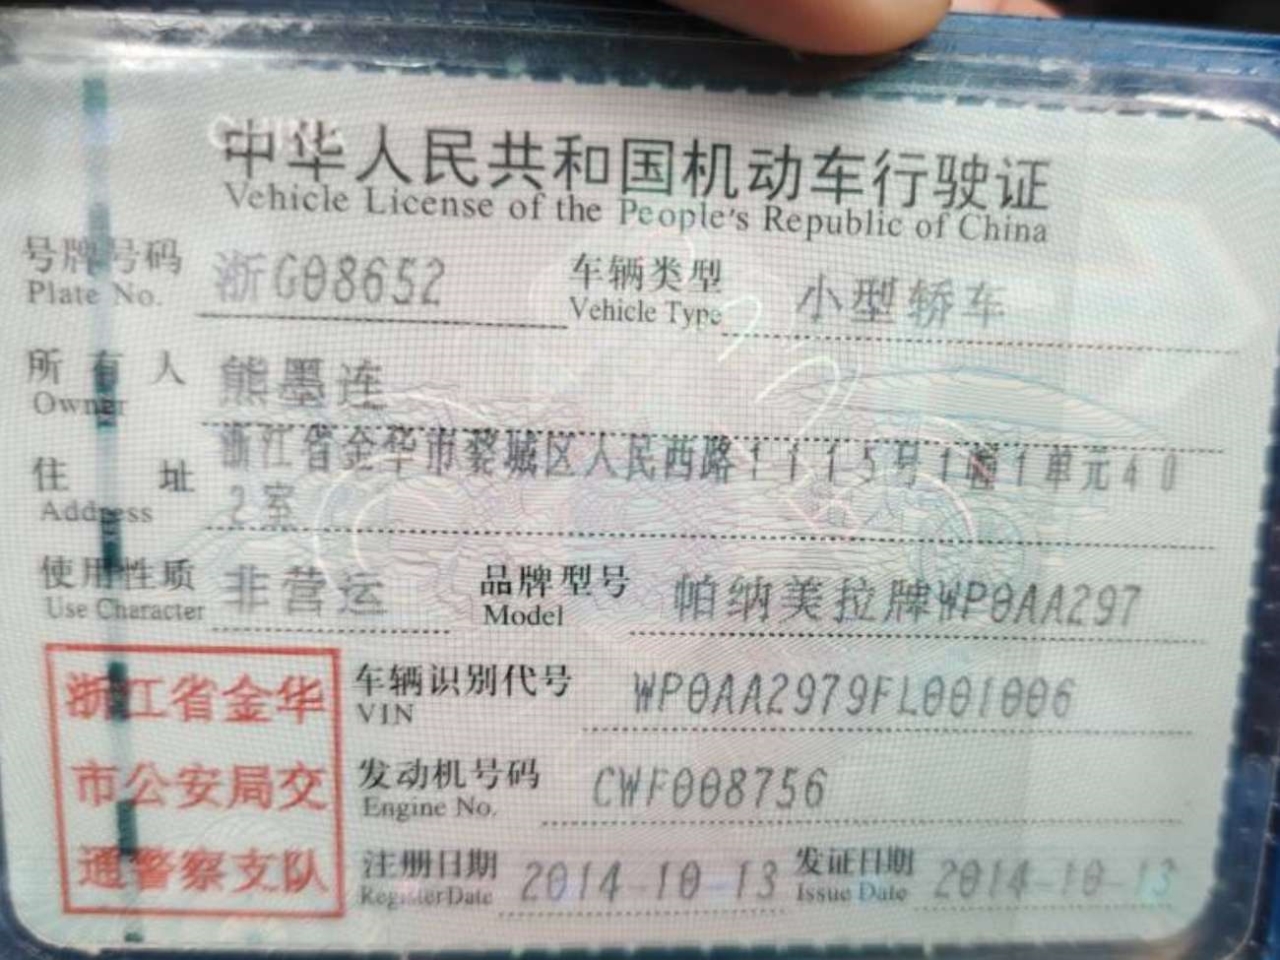 中华人民共和国机动车行驶证
Vehicle License of the People's Republic of China
号牌号码 浙G08652 车辆类型 小型轿车
Plate No. Vehicle Type
所有人 熊墨连
Owner
浙江省金华市婺城区人民西路1115号1幢1单元40
住址
Address 2室
使用性质 非营运 品牌型号 帕纳美拉牌WP0AA297
Use Character Model
浙江省金华
市公安局交
通警察支队
车辆识别代号 WP0AA2979FL001006
VIN
发动机号码 CWF008756
Engine No.
注册日期 2014-10-13 发证日期 2014-10-13
RegisterDate Issue Date